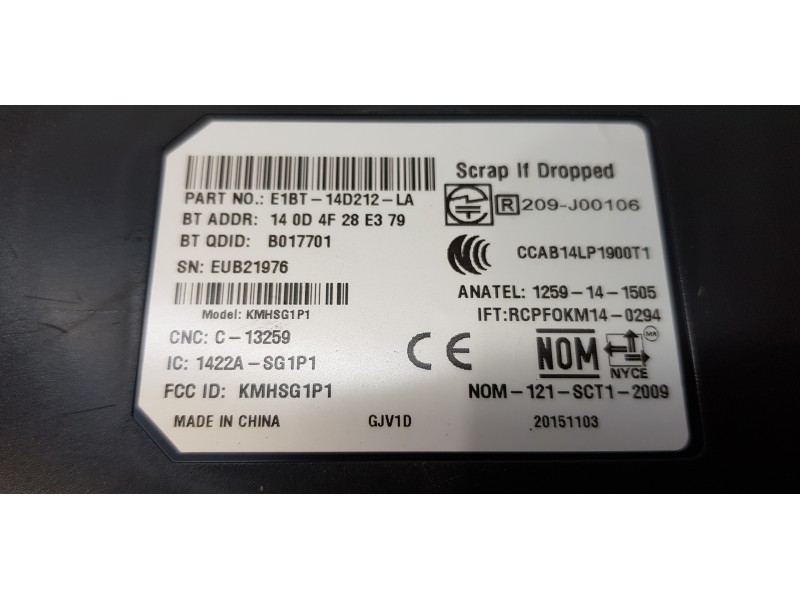 Scrap If Dropped
PART NO.: E1BT-14D212-LA
BT ADDR: 14 0D 4F 28 E3 79
R 209-J00106
BT QDID: B017701
CCAB14LP1900T1
SN: EUB21976
ANATEL: 1259-14-1505
Model: KMHSG1P1
IFT:RCPFOKM14-0294
CNC: C-13259
CE
NOM
MX
NYCE
IC: 1422A-SG1P1
FCC ID: KMHSG1P1
NOM-121-SCT1-2009
MADE IN CHINA GJV1D 20151103